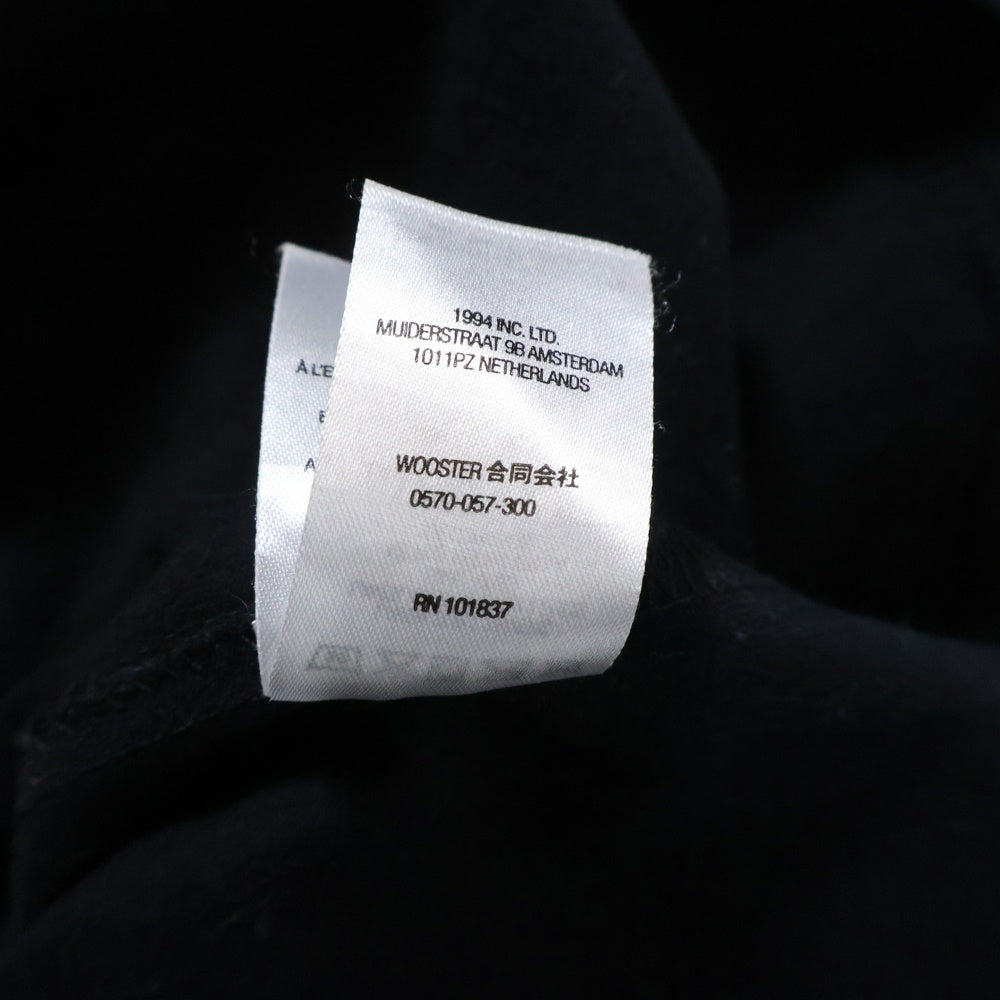 1994 INC. LTD.
MUIDERSTRAAT 9B AMSTERDAM
1011PZ NETHERLANDS
WOOSTER 合同会社
0570-057-300
RN 101837
À L'E